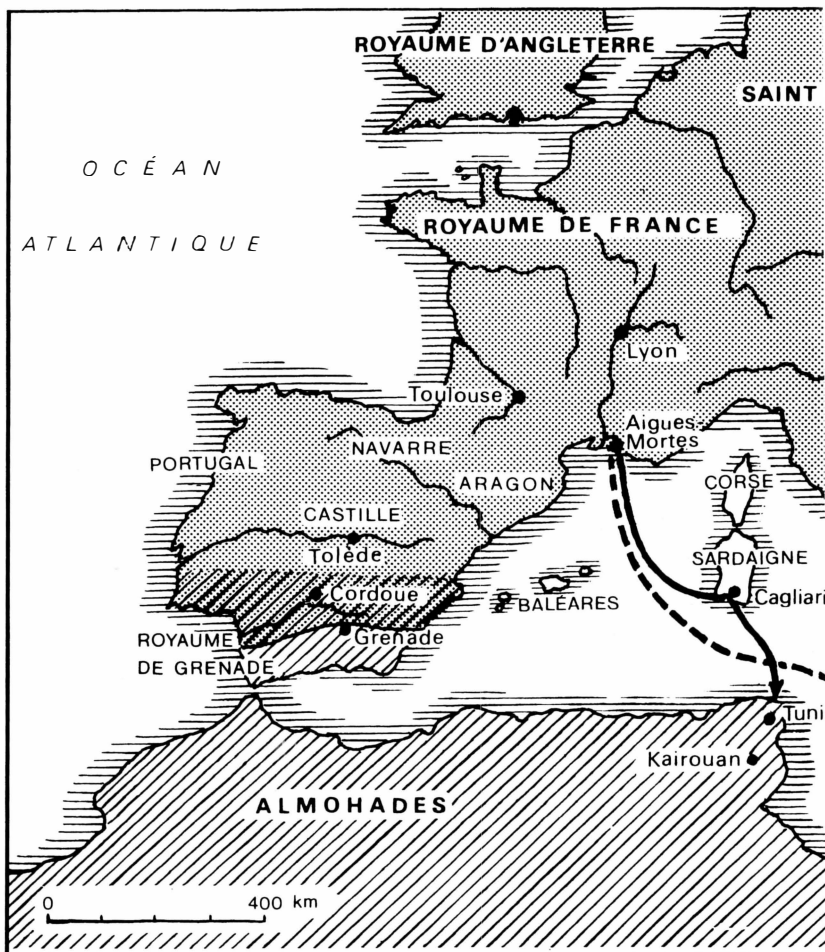 ROYAUME D'ANGLETERRE
SAINT
OCÉAN
ATLANTIQUE
ROYAUME DE FRANCE
Lyon
Toulouse
Aigues
Mortes
NAVARRE
PORTUGAL
ARAGON
CORSE
CASTILLE
Tolède
SARDAIGNE
Cordoue
BALÉARES
Cagliari
ROYAUME
DE GRENADE
Grenade
Tuni
Kairouan
ALMOHADES
0 400 km